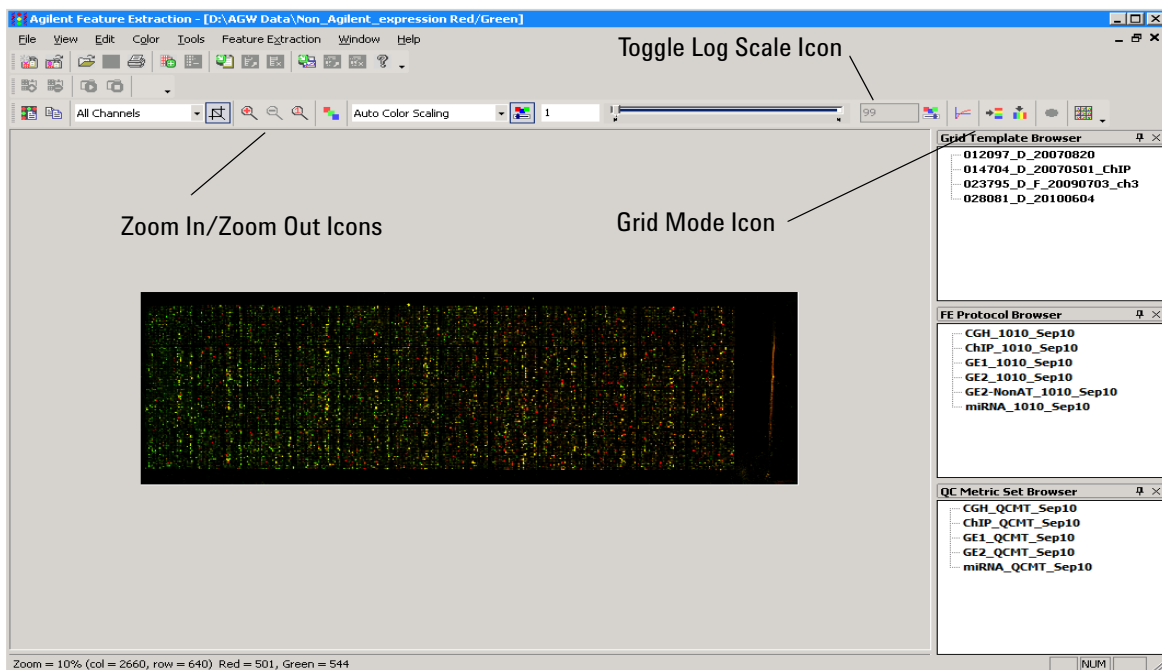 Agilent Feature Extraction - [D:\AGW Data\Non_Agilent_expression Red/Green]
File View Edit Color Tools Feature Extraction Window Help
Toggle Log Scale Icon
All Channels
Auto Color Scaling
1
99
Zoom In/Zoom Out Icons
Grid Mode Icon
Grid Template Browser
012097_D_20070820
014704_D_20070501_ChIP
023795_D_F_20090703_ch3
028081_D_20100604
FE Protocol Browser
CGH_1010_Sep10
ChIP_1010_Sep10
GE1_1010_Sep10
GE2_1010_Sep10
GE2-NonAT_1010_Sep10
miRNA_1010_Sep10
QC Metric Set Browser
CGH_QCMT_Sep10
ChIP_QCMT_Sep10
GE1_QCMT_Sep10
GE2_QCMT_Sep10
miRNA_QCMT_Sep10
Zoom = 10% (col = 2660, row = 640) Red = 501, Green = 544
NUM